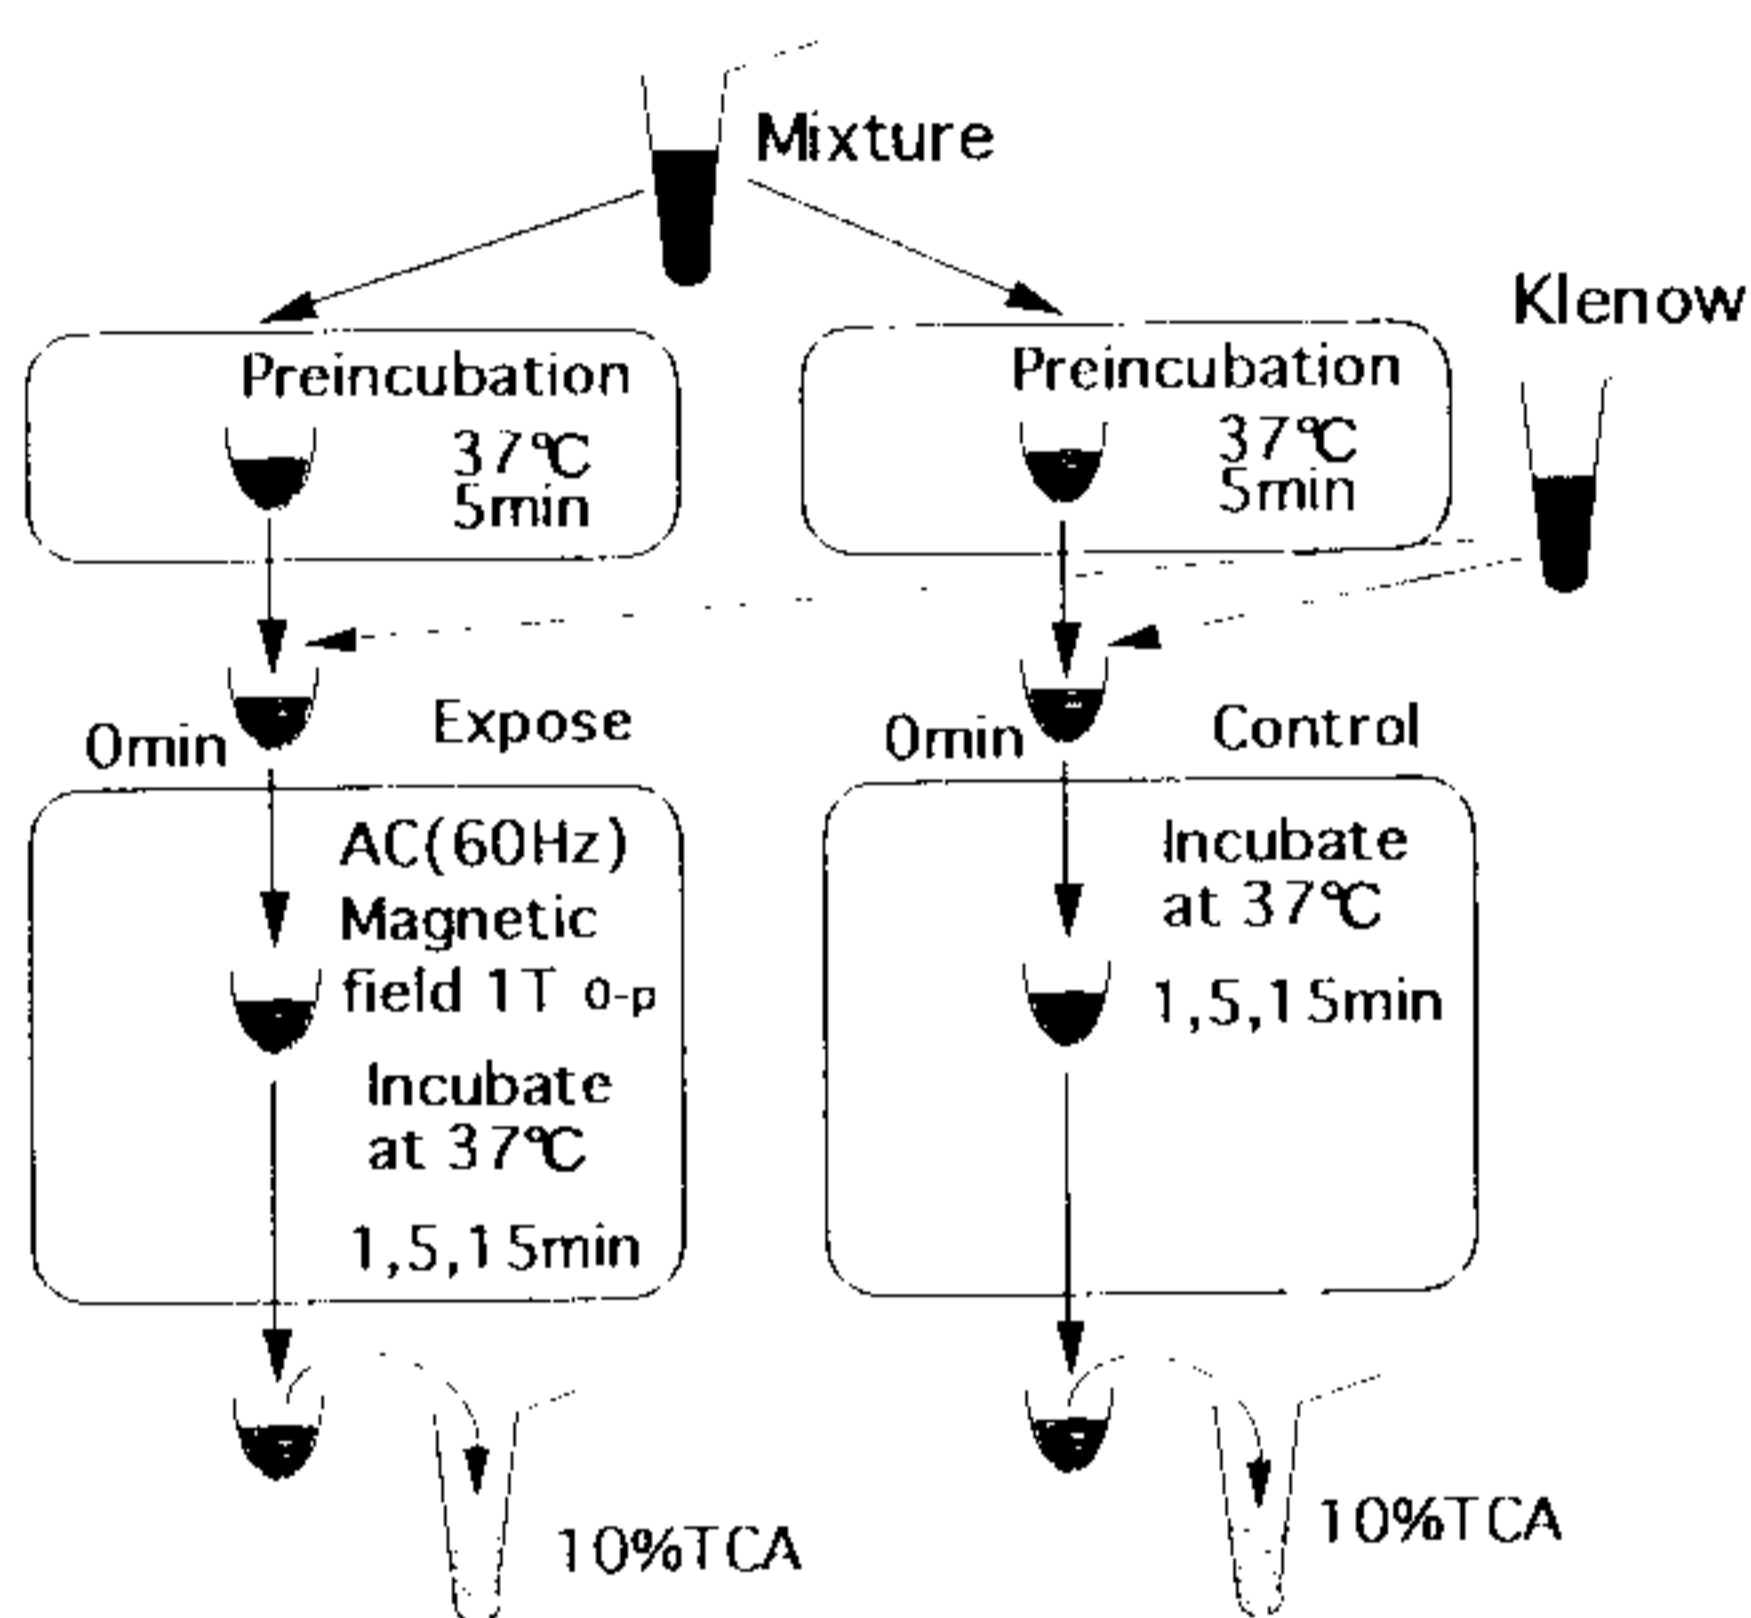 Mixture
Klenow
Preincubation
37℃
5min
Preincubation
37℃
5min
0min
Expose
0min
Control
AC(60Hz)
Magnetic
field 1T 0-p
Incubate
at 37℃
1,5,15min
Incubate
at 37℃
1,5,15min
10%TCA
10%TCA